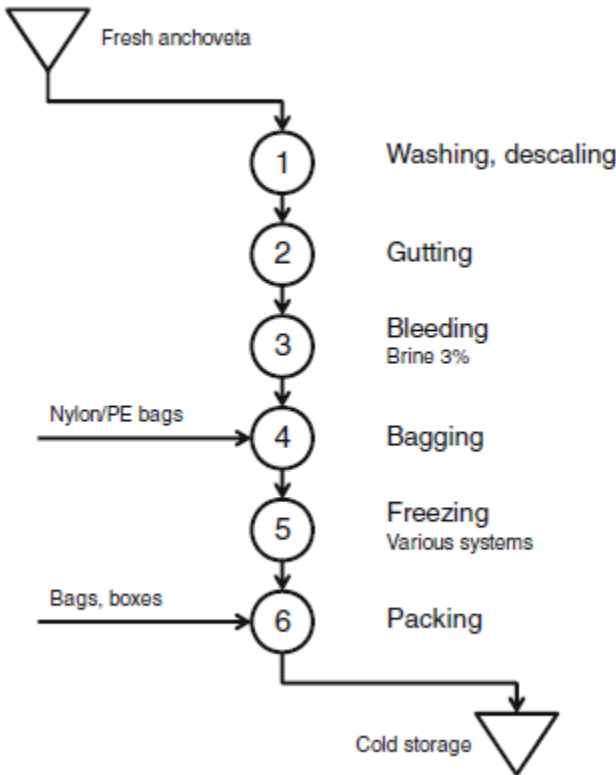 Fresh anchoveta
1
Washing, descaling
2
Gutting
3
Bleeding
Brine 3%
Nylon/PE bags
4
Bagging
5
Freezing
Various systems
Bags, boxes
6
Packing
Cold storage